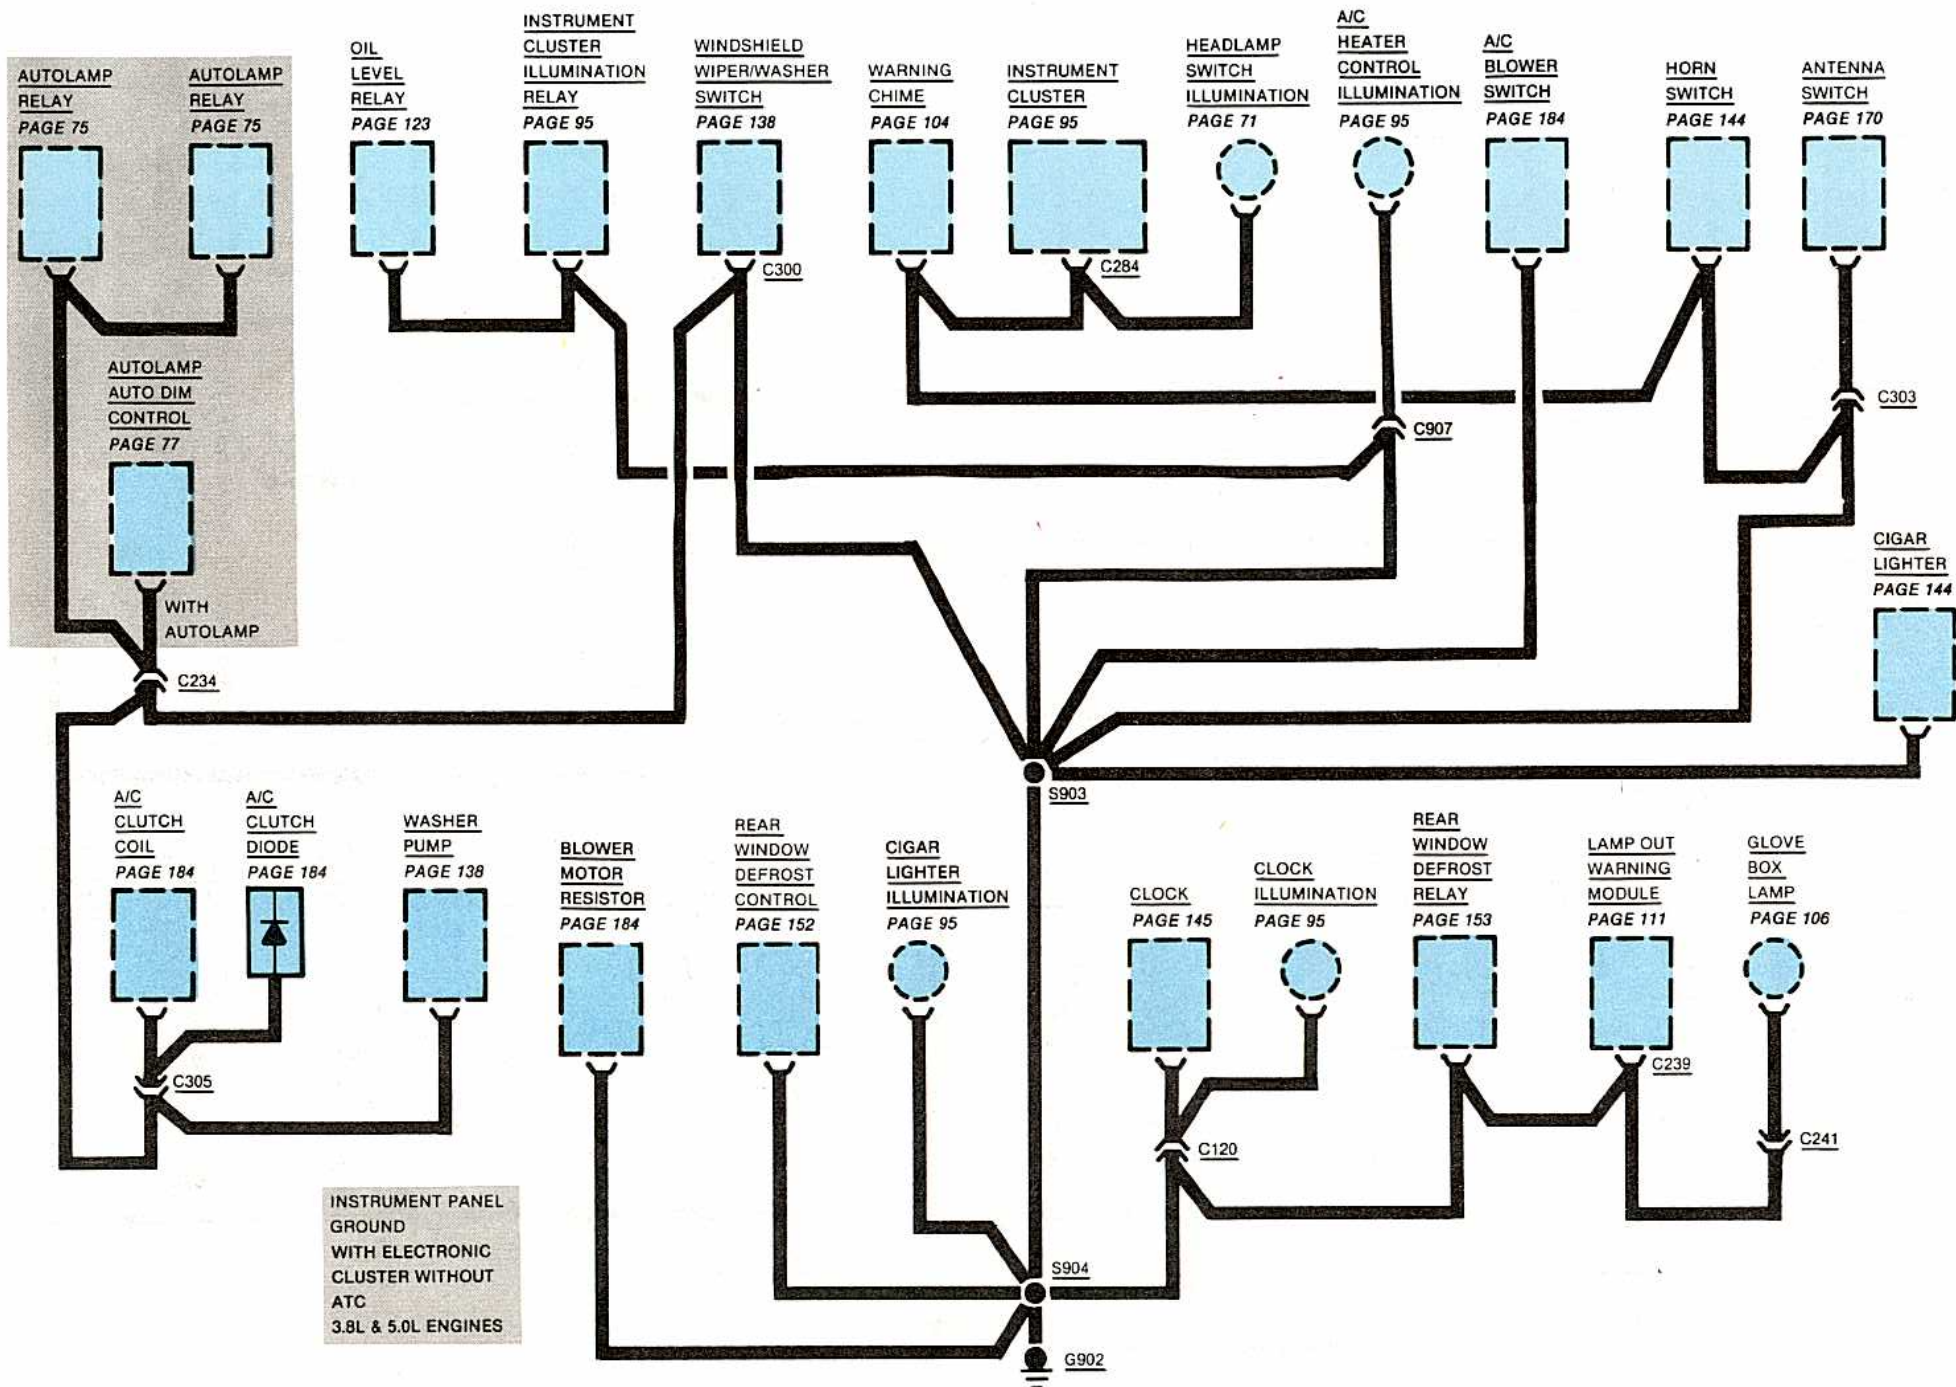 AUTOLAMP
RELAY
PAGE 75
AUTOLAMP
RELAY
PAGE 75
OIL
LEVEL
RELAY
PAGE 123
INSTRUMENT
CLUSTER
ILLUMINATION
RELAY
PAGE 95
WINDSHIELD
WIPER/WASHER
SWITCH
PAGE 138
WARNING
CHIME
PAGE 104
INSTRUMENT
CLUSTER
PAGE 95
HEADLAMP
SWITCH
ILLUMINATION
PAGE 71
A/C
HEATER
CONTROL
ILLUMINATION
PAGE 95
A/C
BLOWER
SWITCH
PAGE 184
HORN
SWITCH
PAGE 144
ANTENNA
SWITCH
PAGE 170
C300
C284
AUTOLAMP
AUTO DIM
CONTROL
PAGE 77
C907
C303
WITH
AUTOLAMP
C234
CIGAR
LIGHTER
PAGE 144
S903
A/C
CLUTCH
COIL
PAGE 184
A/C
CLUTCH
DIODE
PAGE 184
WASHER
PUMP
PAGE 138
BLOWER
MOTOR
RESISTOR
PAGE 184
REAR
WINDOW
DEFROST
CONTROL
PAGE 152
CIGAR
LIGHTER
ILLUMINATION
PAGE 95
CLOCK
PAGE 145
CLOCK
ILLUMINATION
PAGE 95
REAR
WINDOW
DEFROST
RELAY
PAGE 153
LAMP OUT
WARNING
MODULE
PAGE 111
GLOVE
BOX
LAMP
PAGE 106
C305
C239
C120
C241
INSTRUMENT PANEL
GROUND
WITH ELECTRONIC
CLUSTER WITHOUT
ATC
3.8L & 5.0L ENGINES
S904
G902